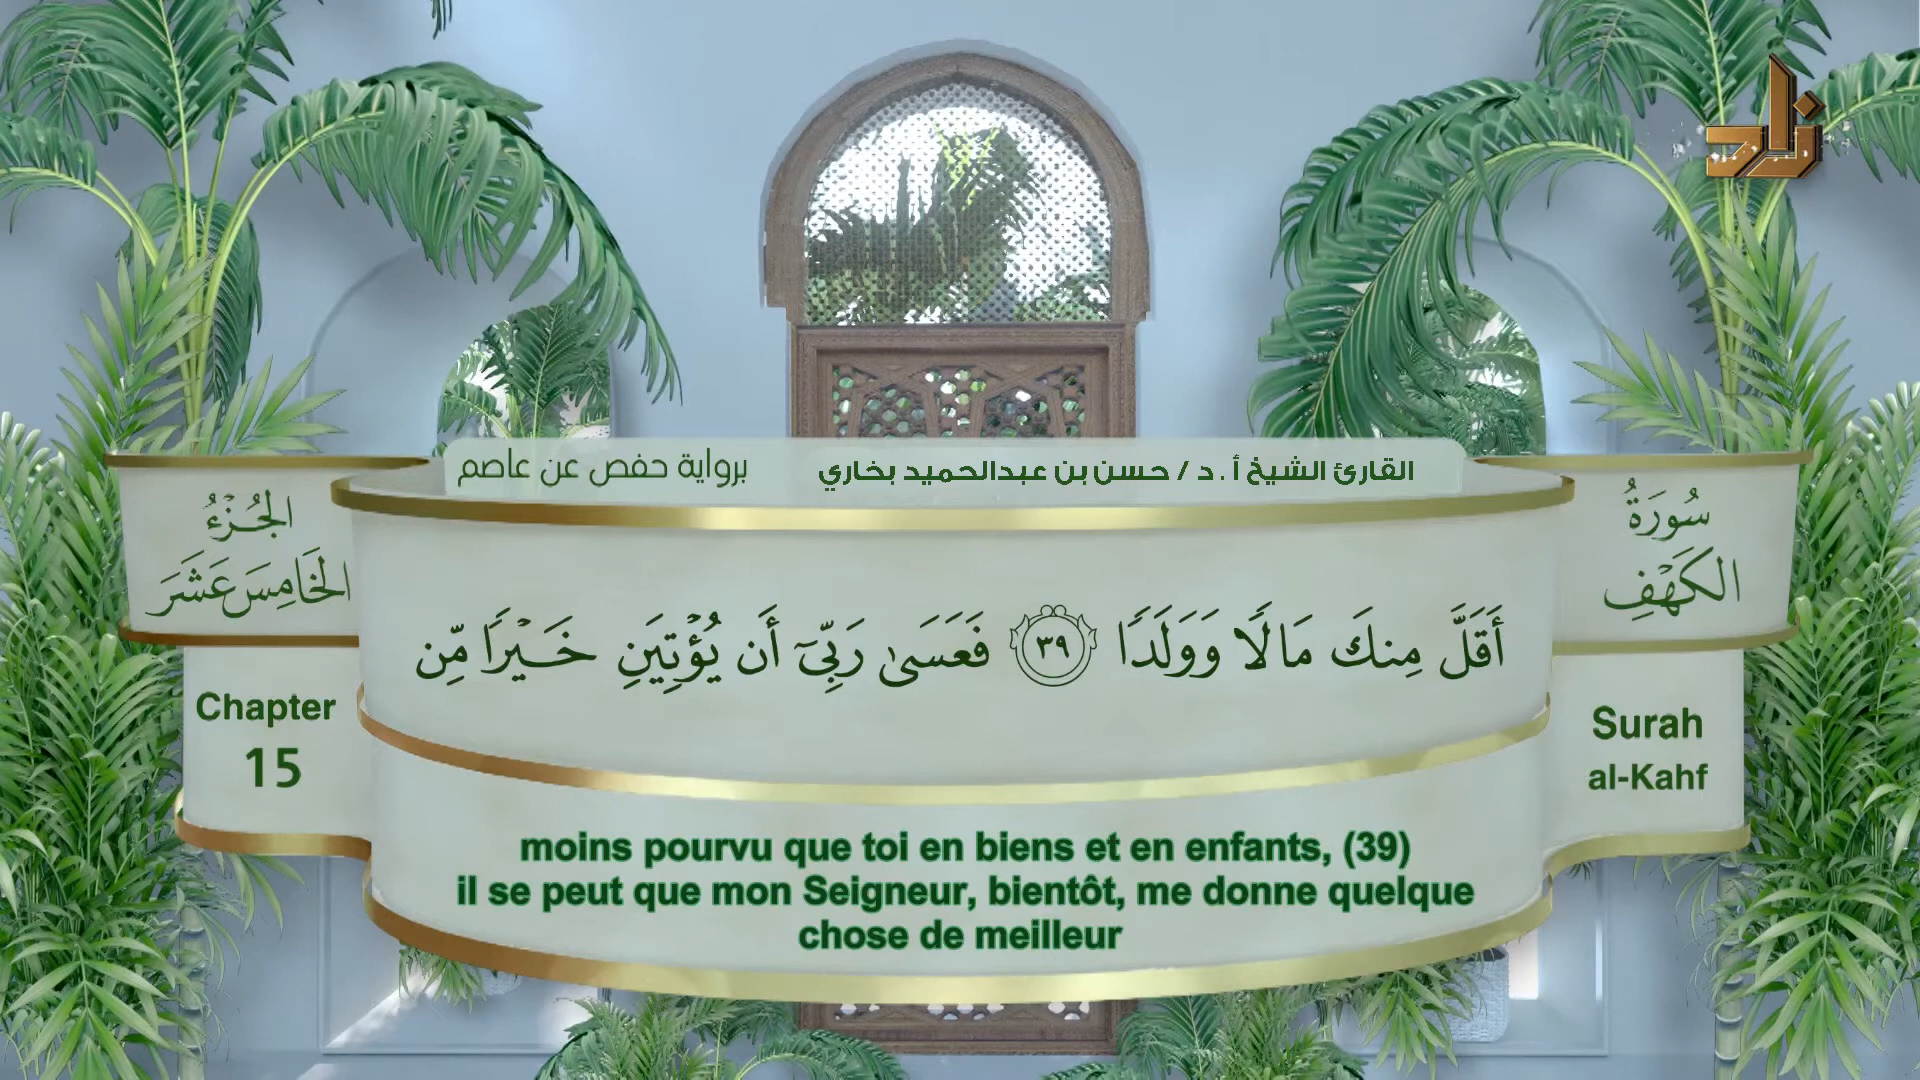 زاد
القارئ الشيخ أ . د / حسن بن عبدالحميد بخاري
برواية حفص عن عاصم
سُورَةُ
الكَهْفِ
الجُزْءُ
الخَامِسَ عَشَرَ
أَقَلَّ مِنكَ مَالًا وَوَلَدًا ٣٩ فَعَسَىٰ رَبِّيٓ أَن يُؤْتِيَنِ خَيْرًا مِّن
Chapter
15
Surah
al-Kahf
moins pourvu que toi en biens et en enfants, (39)
il se peut que mon Seigneur, bientôt, me donne quelque
chose de meilleur